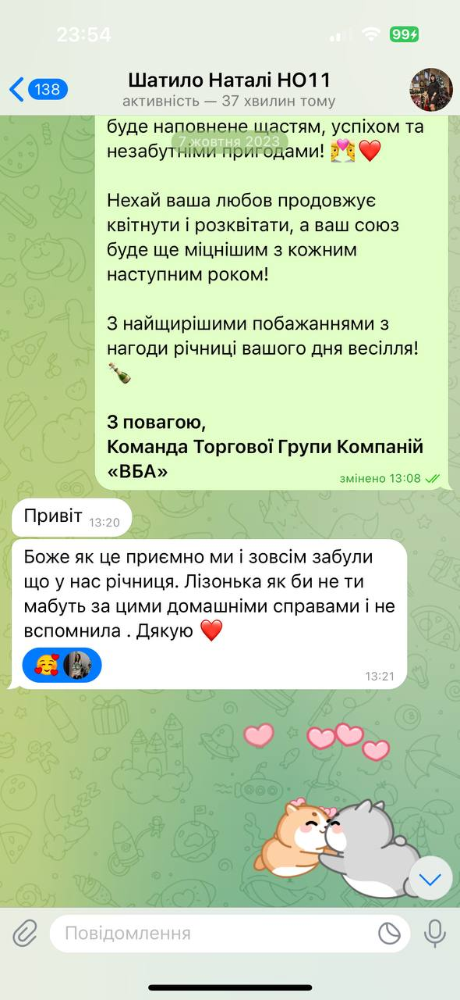 23:54
99
138
Шатило Наталі НО11
активність — 37 хвилин тому
буде наповнене щастям, успіхом та
7 жовтня 2023
незабутніми пригодами! 👩‍❤️‍👨❤️
Нехай ваша любов продовжує
квітнути і розквітати, а ваш союз
буде ще міцнішим з кожним
наступним роком!
З найщирішими побажаннями з
нагоди річниці вашого дня весілля!
🍾
З повагою,
Команда Торгової Групи Компаній
«ВБА»
змінено 13:08
Привіт 13:20
Боже як це приємно ми і зовсім забули
що у нас річниця. Лізонька як би не ти
мабуть за цими домашніми справами і не
вспомнила . Дякую ❤️
🥰
13:21
Повідомлення